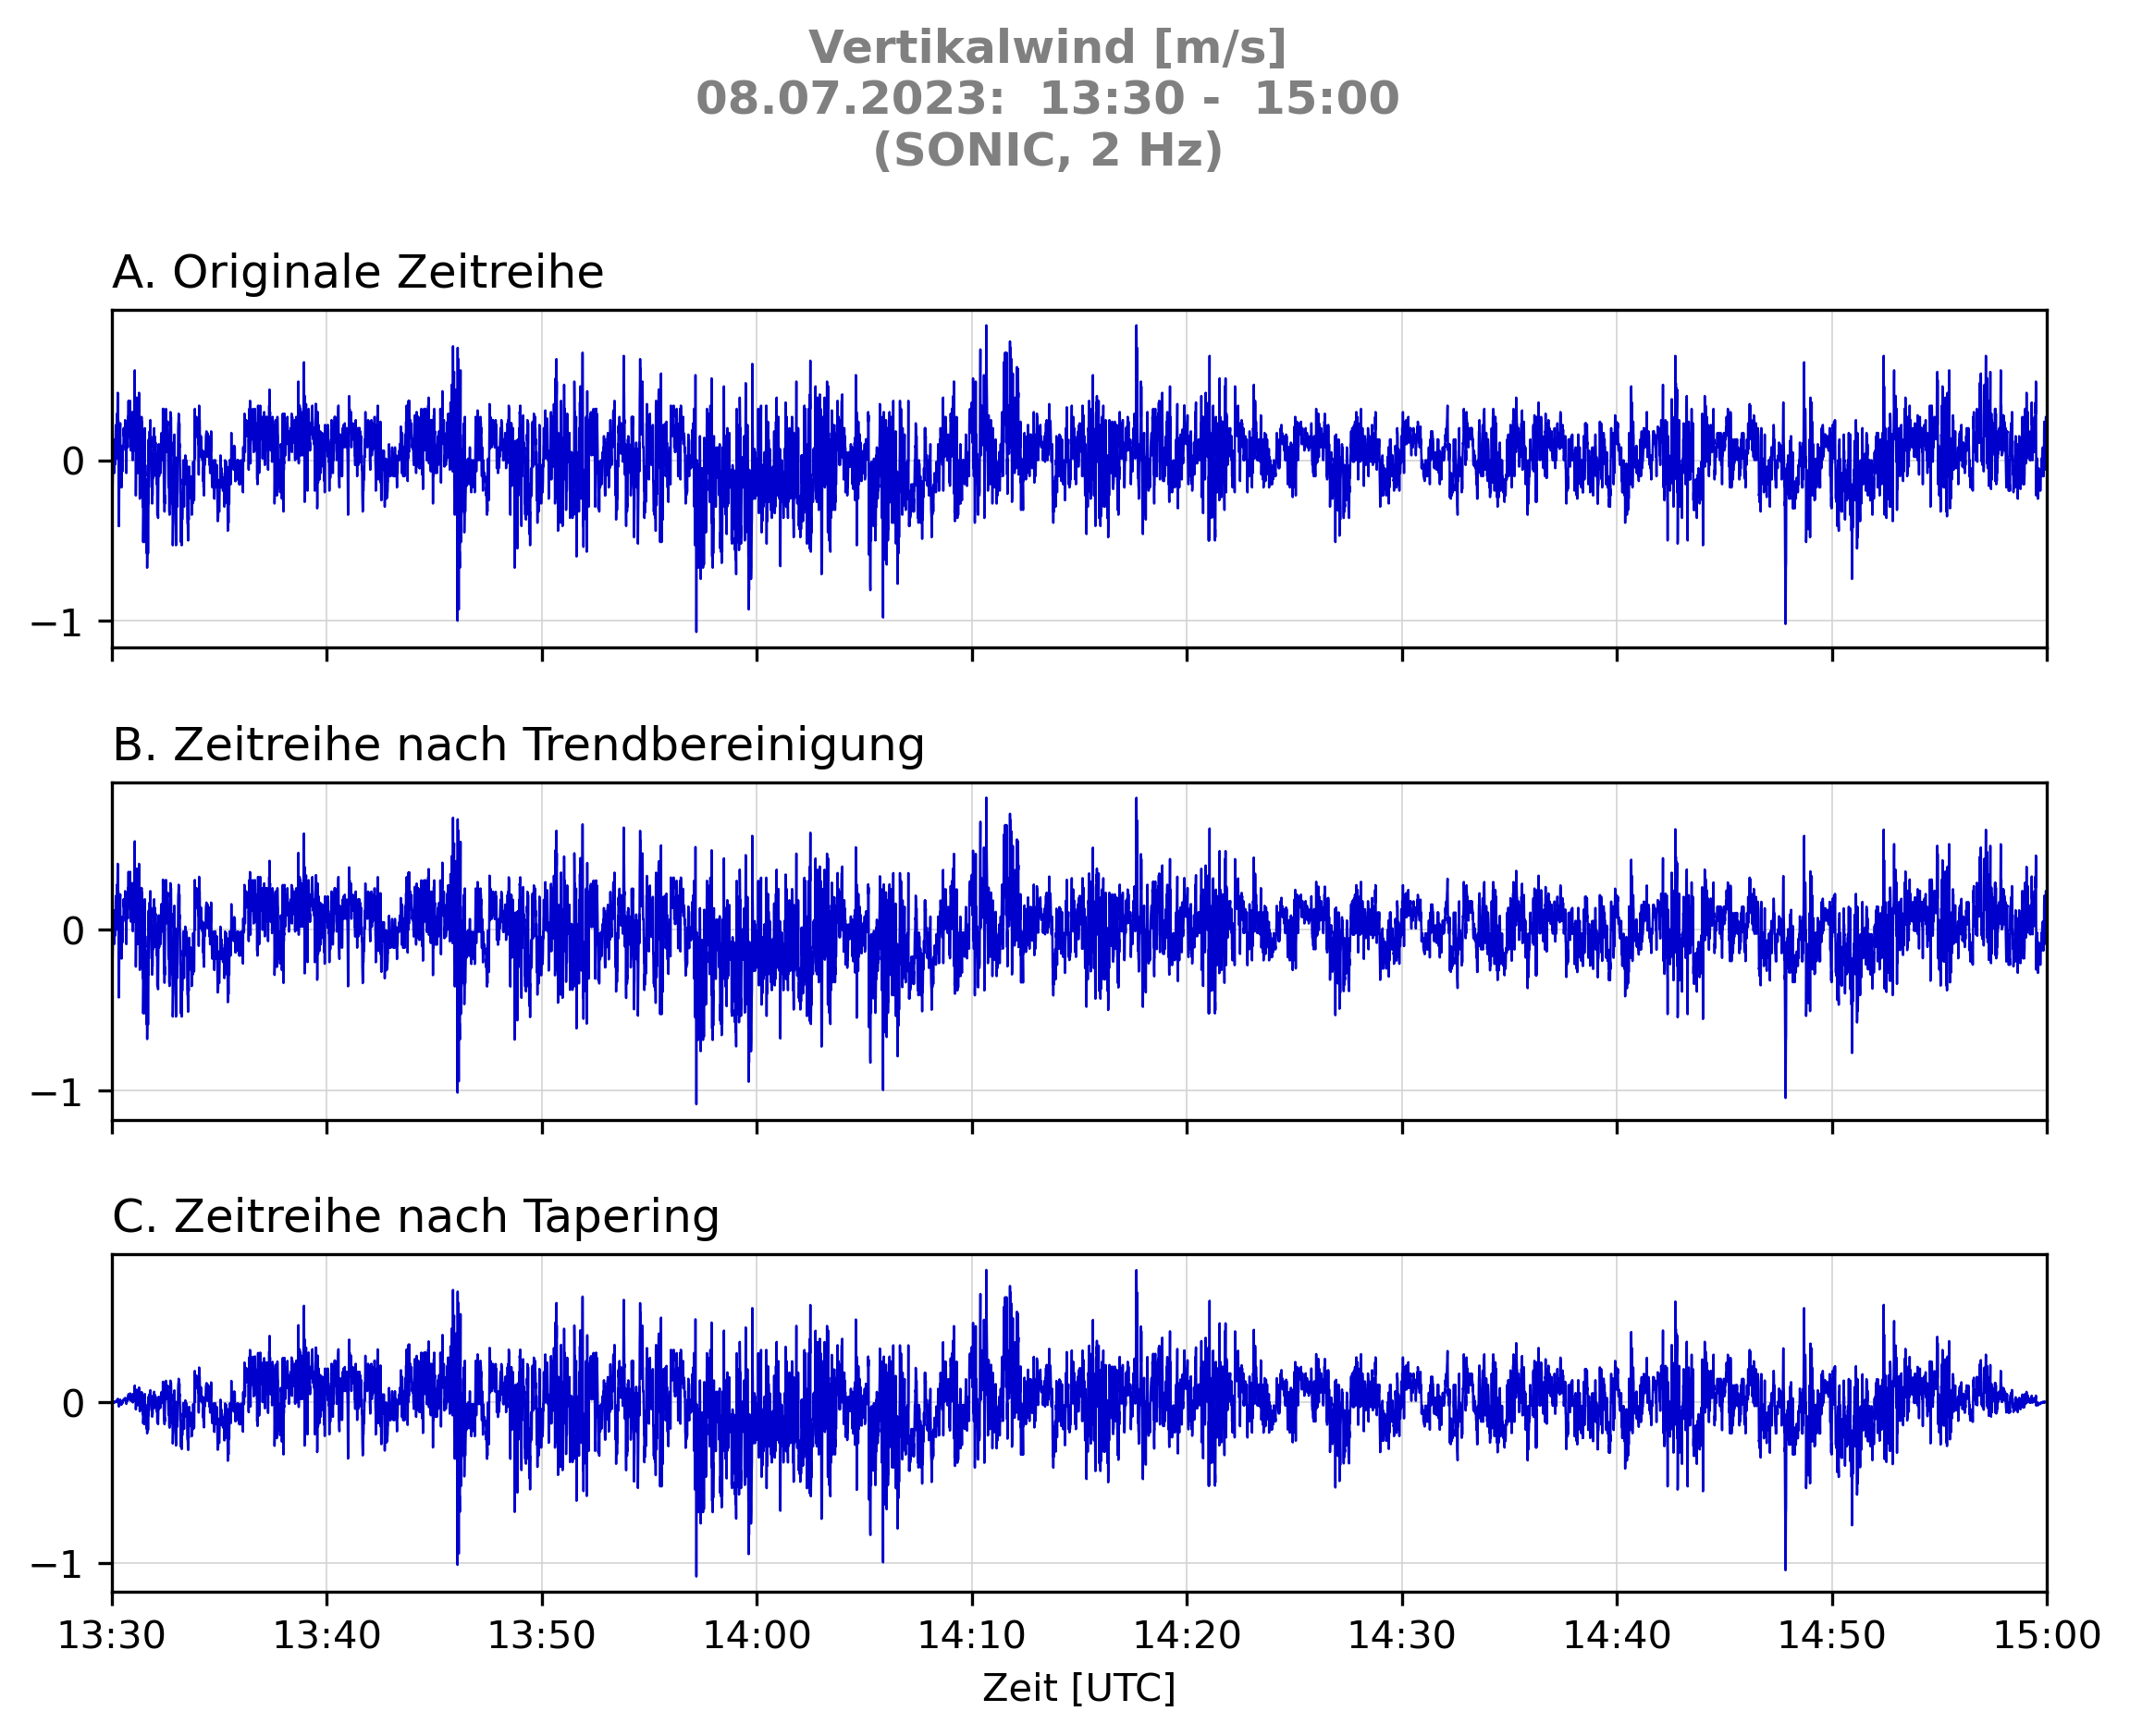 Vertikalwind [m/s]
08.07.2023:  13:30 -  15:00
(SONIC, 2 Hz)
A. Originale Zeitreihe
0
−1
B. Zeitreihe nach Trendbereinigung
0
−1
C. Zeitreihe nach Tapering
0
−1
13:30 13:40 13:50 14:00 14:10 14:20 14:30 14:40 14:50 15:00
Zeit [UTC]